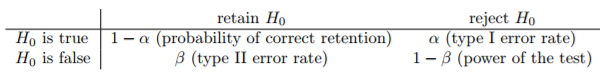 retain H₀ reject H₀
H₀ is true 1 − α (probability of correct retention) α (type I error rate)
H₀ is false β (type II error rate) 1 − β (power of the test)